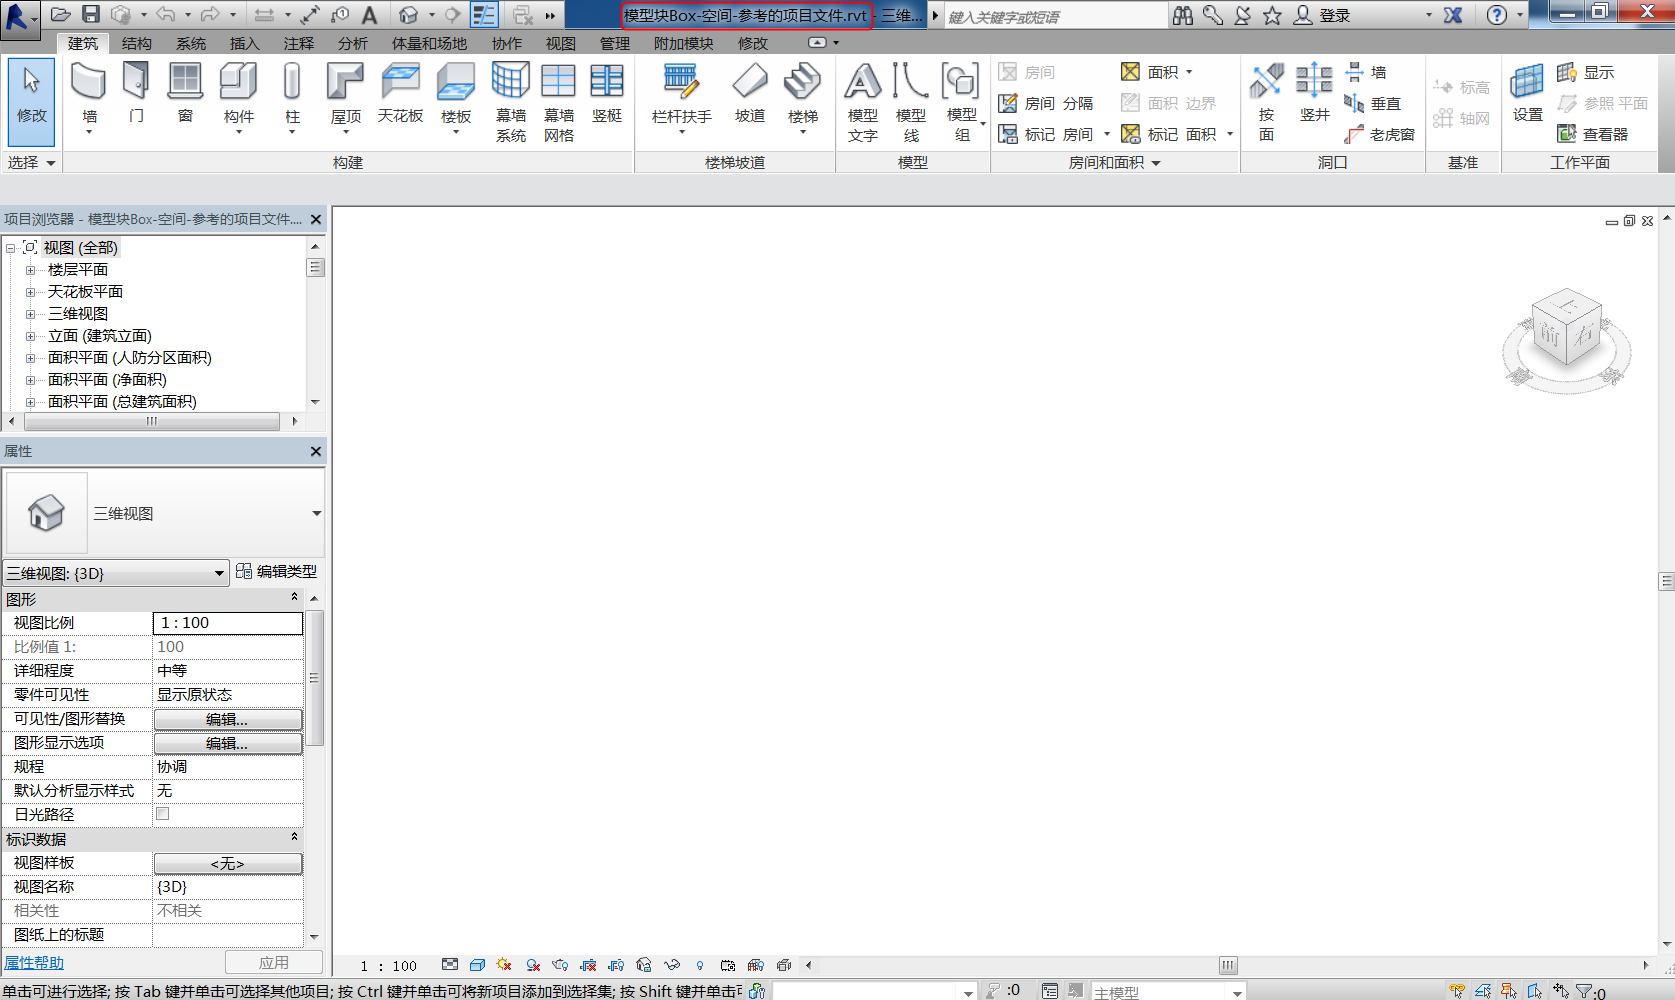 模型块Box-空间-参考的项目文件.rvt - 三维...
键入关键字或短语
登录
建筑 结构 系统 插入 注释 分析 体量和场地 协作 视图 管理 附加模块 修改
修改
墙
门
窗
构件
柱
屋顶
天花板
楼板
幕墙 系统
幕墙 网格
竖梃
栏杆扶手
坡道
楼梯
模型 文字
模型 线
模型 组
房间
房间 分隔
标记 房间
面积
面积 边界
标记 面积
按 面
竖井
墙
垂直
老虎窗
标高
轴网
设置
显示
参照 平面
查看器
选择
构建
楼梯坡道
模型
房间和面积
洞口
基准
工作平面
项目浏览器 - 模型块Box-空间-参考的项目文件....
视图 (全部)
楼层平面
天花板平面
三维视图
立面 (建筑立面)
面积平面 (人防分区面积)
面积平面 (净面积)
面积平面 (总建筑面积)
属性
三维视图
三维视图: {3D}
编辑类型
图形
视图比例 1 : 100
比例值 1: 100
详细程度 中等
零件可见性 显示原状态
可见性/图形替换 编辑...
图形显示选项 编辑...
规程 协调
默认分析显示样式 无
日光路径
标识数据
视图样板 <无>
视图名称 {3D}
相关性 不相关
图纸上的标题
属性帮助
应用
上
前
右
1 : 100
单击可进行选择; 按 Tab 键并单击可选择其他项目; 按 Ctrl 键并单击可将新项目添加到选择集; 按 Shift 键并单击可
:0
主模型
:0